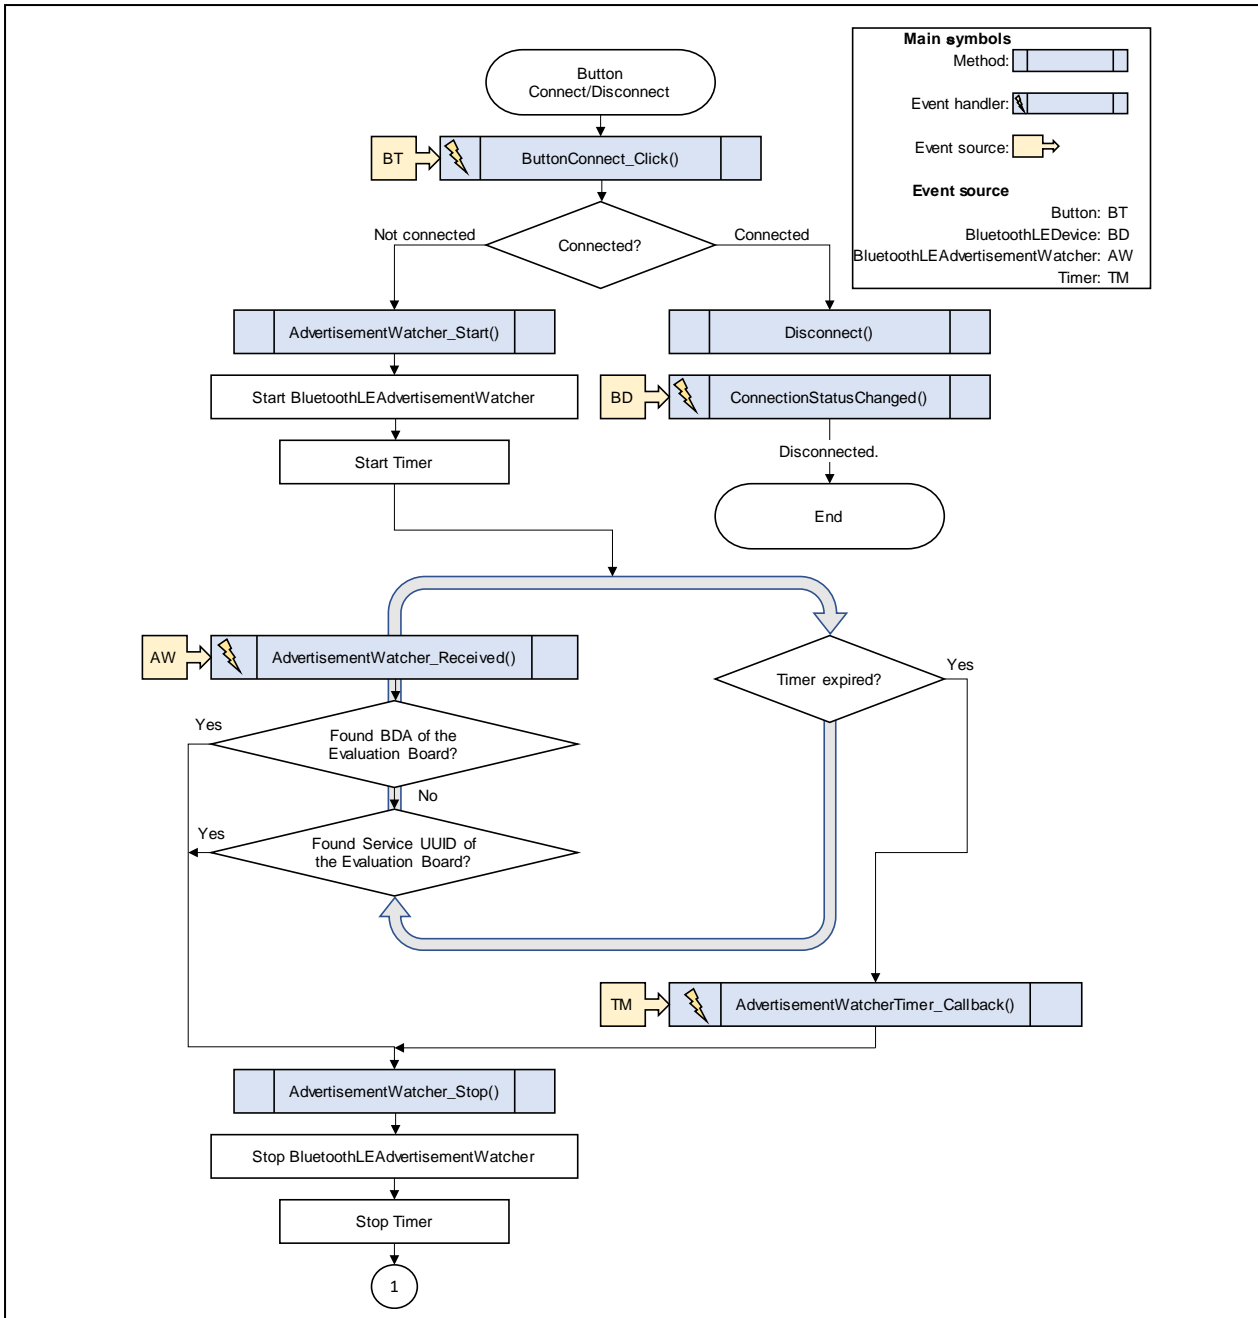 Main symbols
Method:
Event handler:
Event source:
Event source
Button: BT
BluetoothLEDevice: BD
BluetoothLEAdvertisementWatcher: AW
Timer: TM
Button
Connect/Disconnect
BT
ButtonConnect_Click()
Not connected
Connected?
Connected
AdvertisementWatcher_Start()
Disconnect()
Start BluetoothLEAdvertisementWatcher
BD
ConnectionStatusChanged()
Start Timer
Disconnected.
End
AW
AdvertisementWatcher_Received()
Timer expired?
Yes
Yes
Found BDA of the
Evaluation Board?
No
Yes
Found Service UUID of
the Evaluation Board?
TM
AdvertisementWatcherTimer_Callback()
AdvertisementWatcher_Stop()
Stop BluetoothLEAdvertisementWatcher
Stop Timer
1